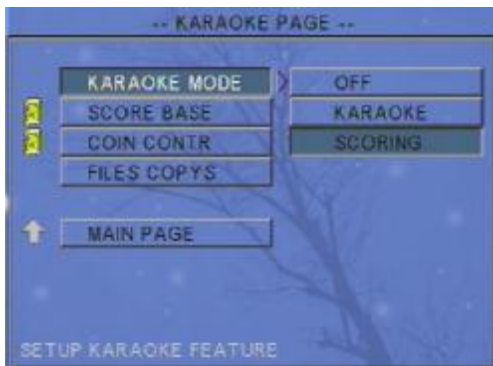 -- KARAOKE PAGE --
KARAOKE MODE
OFF
SCORE BASE
KARAOKE
COIN CONTR
SCORING
FILES COPYS
MAIN PAGE
SETUP KARAOKE FEATURE